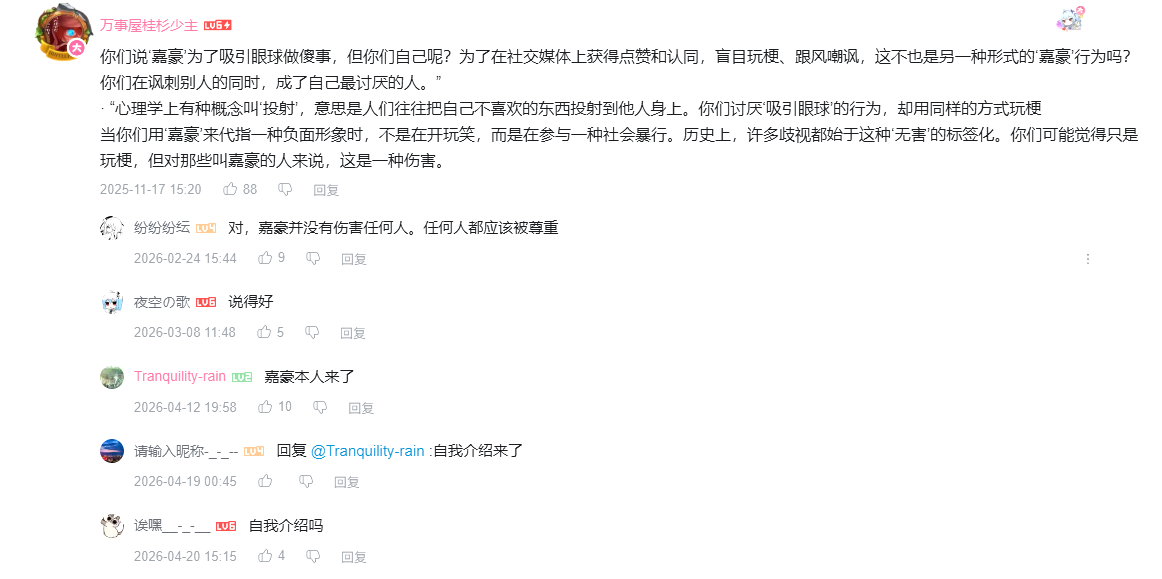 万事屋桂杉少主 LV6
你们说‘嘉豪’为了吸引眼球做傻事，但你们自己呢？为了在社交媒体上获得点赞和认同，盲目玩梗、跟风嘲讽，这不也是另一种形式的‘嘉豪’行为吗？
你们在讽刺别人的同时，成了自己最讨厌的人。”
· “心理学上有种概念叫‘投射’，意思是人们往往把自己不喜欢的东西投射到他人身上。你们讨厌‘吸引眼球’的行为，却用同样的方式玩梗
当你们用‘嘉豪’来代指一种负面形象时，不是在开玩笑，而是在参与一种社会暴行。历史上，许多歧视都始于这种‘无害’的标签化。你们可能觉得只是
玩梗，但对那些叫嘉豪的人来说，这是一种伤害。
2025-11-17 15:20 88 回复
纷纷纷纭 LV4 对，嘉豪并没有伤害任何人。任何人都应该被尊重
2026-02-24 15:44 9 回复
夜空の歌 LV6 说得好
2026-03-08 11:48 5 回复
Tranquility-rain LV2 嘉豪本人来了
2026-04-12 19:58 10 回复
请输入昵称-_-_-- LV4 回复 @Tranquility-rain :自我介绍来了
2026-04-19 00:45 回复
诶嘿__-_-__ LV6 自我介绍吗
2026-04-20 15:15 4 回复